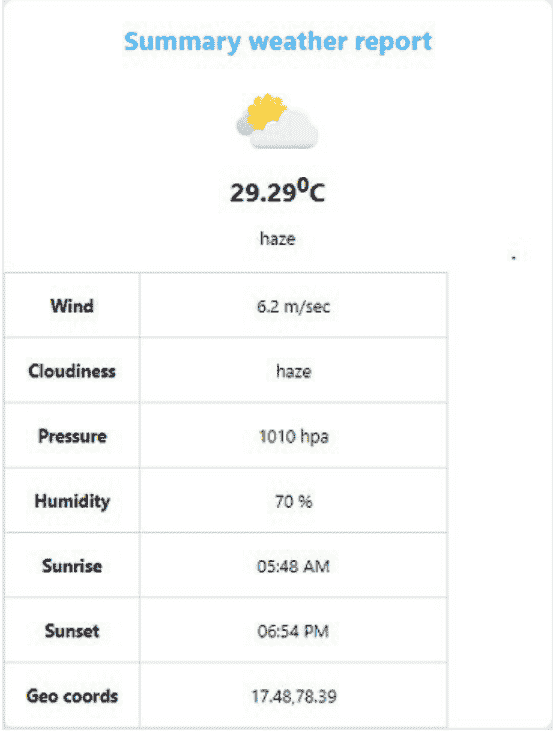 Summary weather report
29.29⁰C
haze
Wind 6.2 m/sec
Cloudiness haze
Pressure 1010 hpa
Humidity 70 %
Sunrise 05:48 AM
Sunset 06:54 PM
Geo coords 17.48,78.39